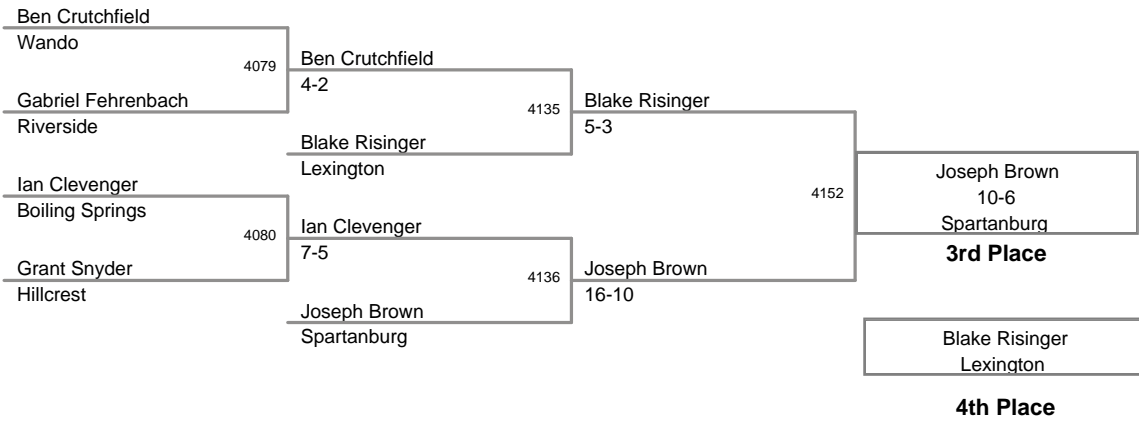 Ben Crutchfield
Wando
4079
Gabriel Fehrenbach
Riverside
Ian Clevenger
Boiling Springs
4080
Grant Snyder
Hillcrest
Ben Crutchfield
4-2
4135
Blake Risinger
Lexington
Ian Clevenger
7-5
4136
Joseph Brown
Spartanburg
Blake Risinger
5-3
4152
Joseph Brown
16-10
Joseph Brown
10-6
Spartanburg
3rd Place
Blake Risinger
Lexington
4th Place